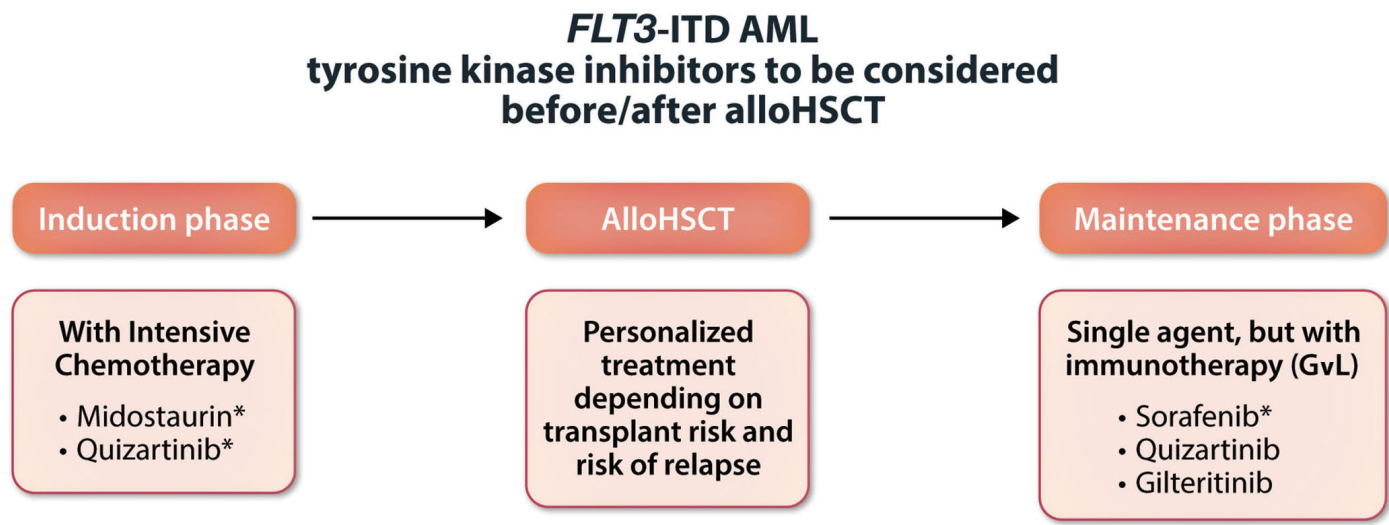 FLT3-ITD AML
tyrosine kinase inhibitors to be considered
before/after alloHSCT
Induction phase
AlloHSCT
Maintenance phase
With Intensive
Chemotherapy
• Midostaurin*
• Quizartinib*
Personalized
treatment
depending on
transplant risk and
risk of relapse
Single agent, but with
immunotherapy (GvL)
• Sorafenib*
• Quizartinib
• Gilteritinib